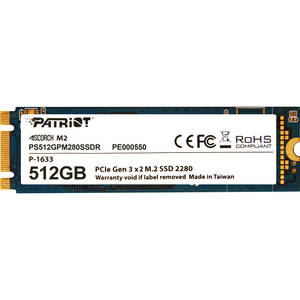 PATRIOT
SCORCH M2
PS512GPM280SSDR PE000550
P-1633
512GB
CE FC RoHS
COMPLIANT
PCIe Gen 3 x2 M.2 SSD 2280
Warranty void if label removed Made in Taiwan